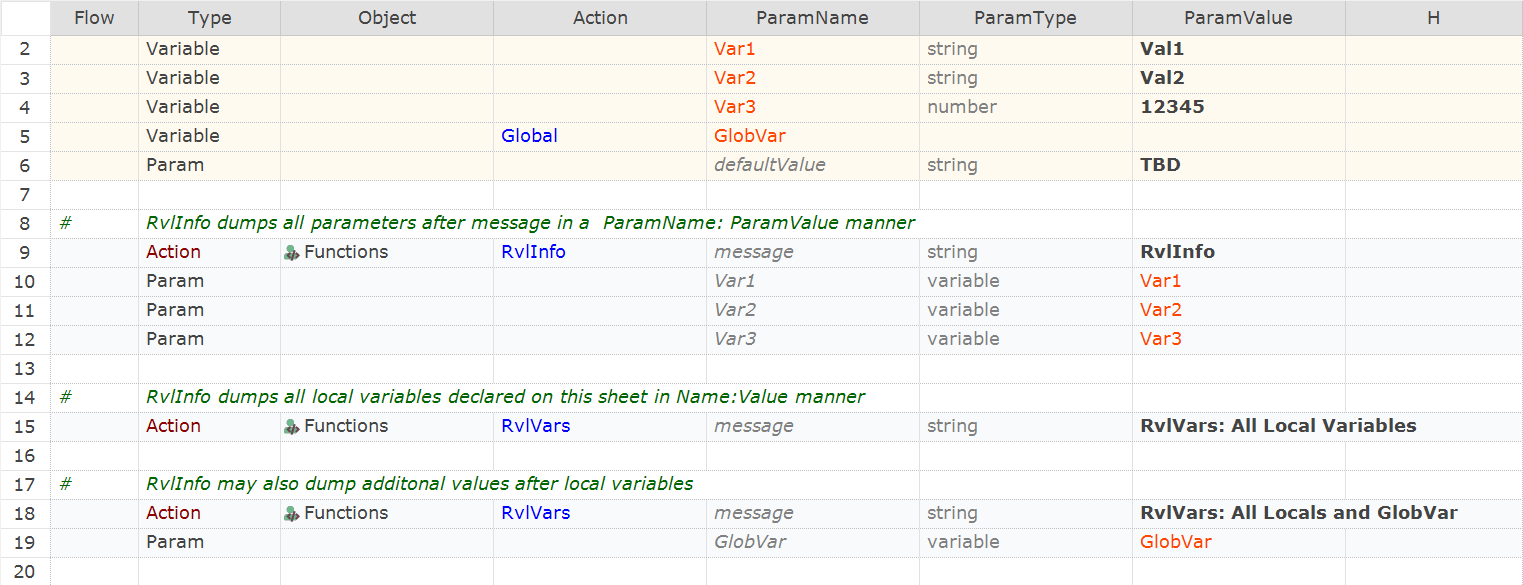 Flow Type Object Action ParamName ParamType ParamValue H
2 Variable Var1 string Val1
3 Variable Var2 string Val2
4 Variable Var3 number 12345
5 Variable Global GlobVar
6 Param defaultValue string TBD
7
8 # RvlInfo dumps all parameters after message in a  ParamName: ParamValue manner
9 Action Functions RvlInfo message string RvlInfo
10 Param Var1 variable Var1
11 Param Var2 variable Var2
12 Param Var3 variable Var3
13
14 # RvlInfo dumps all local variables declared on this sheet in Name:Value manner
15 Action Functions RvlVars message string RvlVars: All Local Variables
16
17 # RvlInfo may also dump additonal values after local variables
18 Action Functions RvlVars message string RvlVars: All Locals and GlobVar
19 Param GlobVar variable GlobVar
20